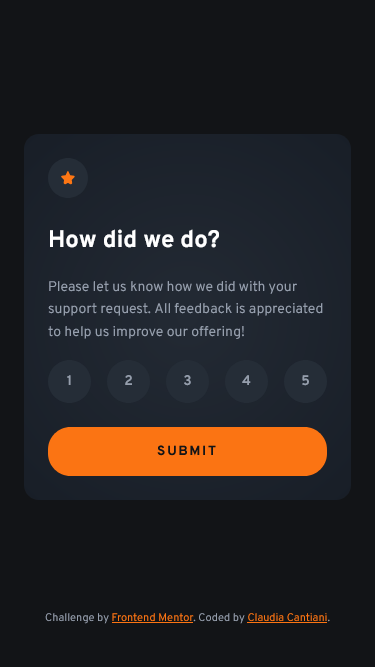 How did we do?
Please let us know how we did with your
support request. All feedback is appreciated
to help us improve our offering!
1 2 3 4 5
SUBMIT
Challenge by Frontend Mentor. Coded by Claudia Cantiani.